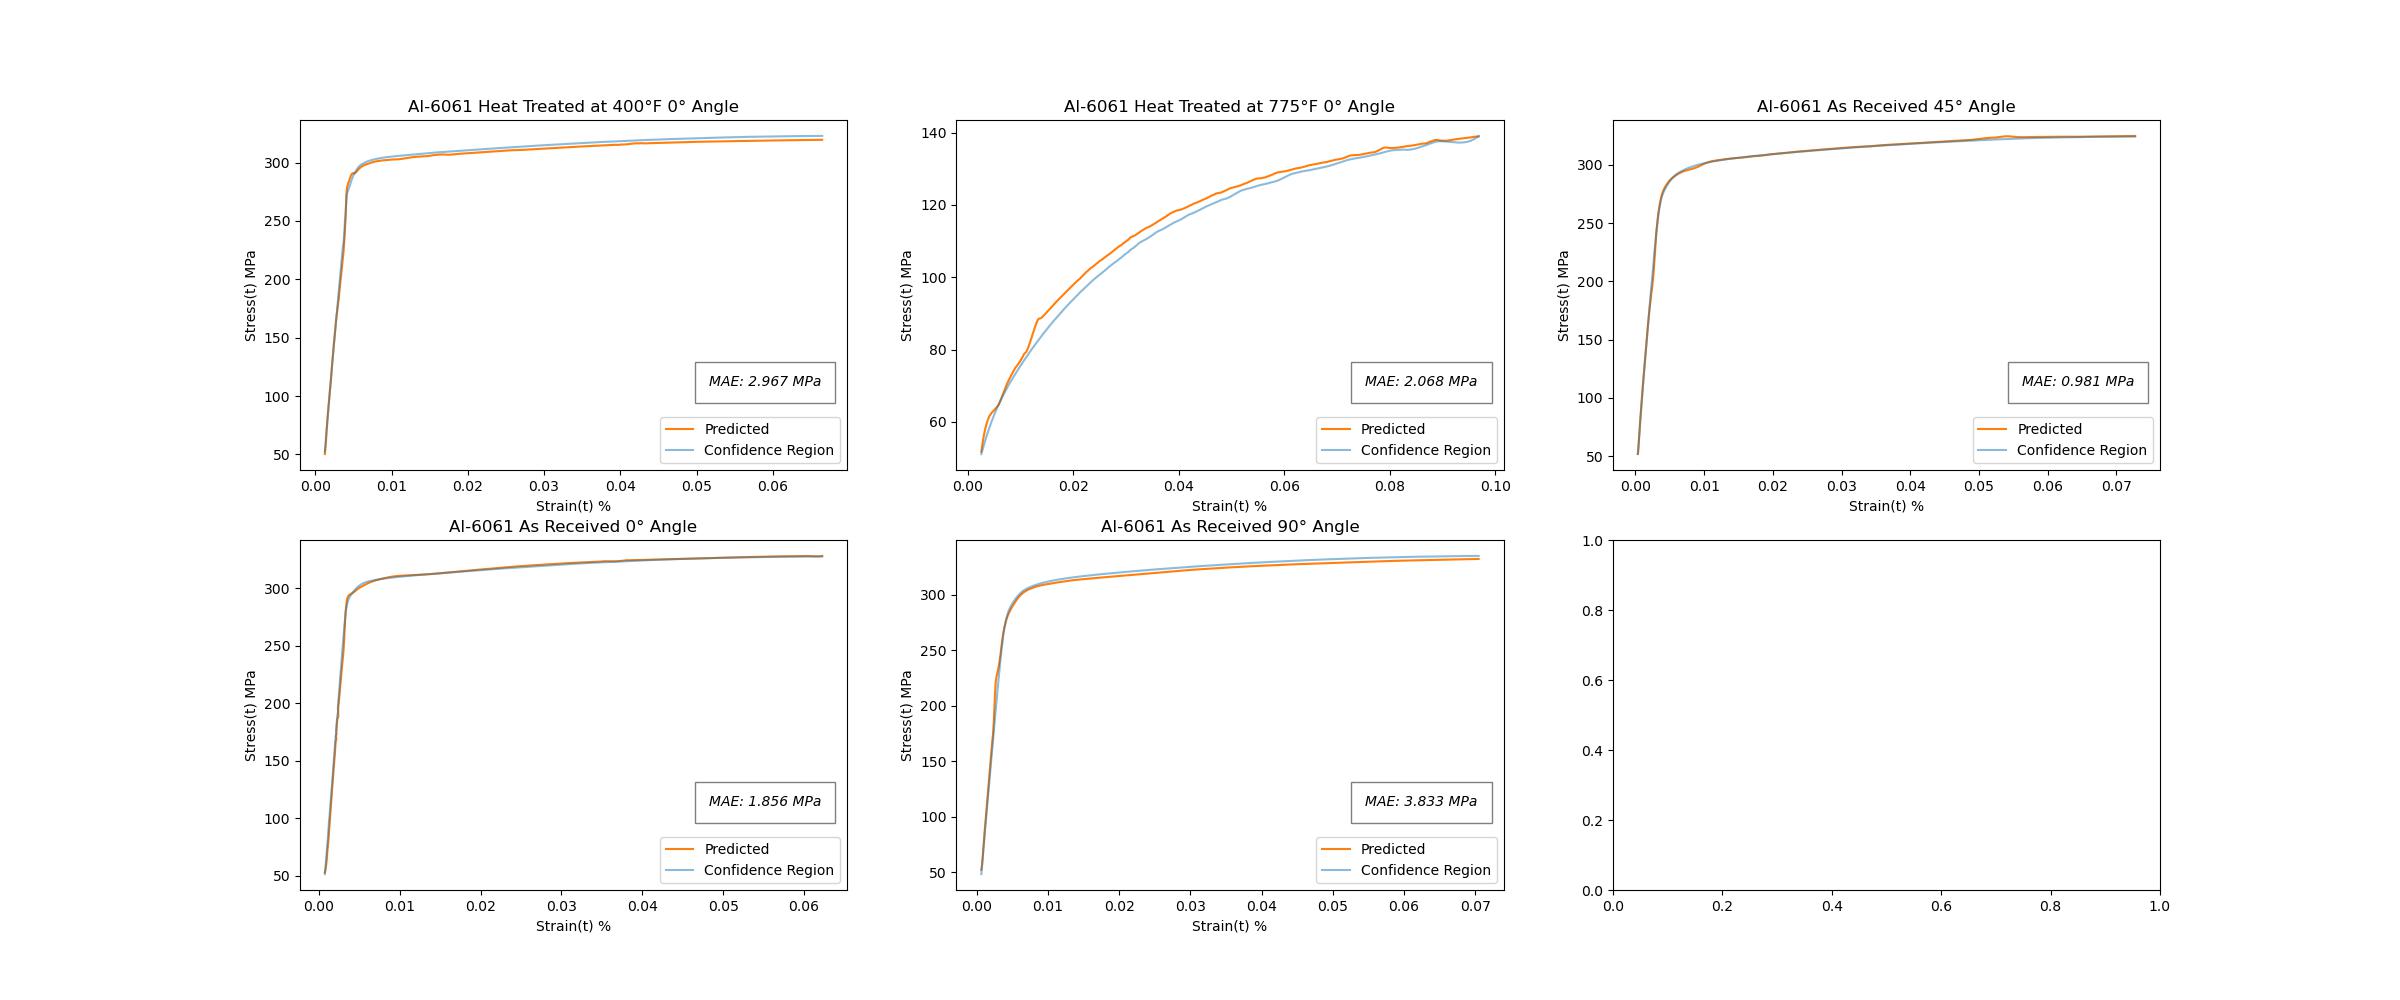 Al-6061 Heat Treated at 400°F 0° Angle
300
250
200
150
100
50
Stress(t) MPa
MAE: 2.967 MPa
Predicted
Confidence Region
0.00 0.01 0.02 0.03 0.04 0.05 0.06
Strain(t) %
Al-6061 Heat Treated at 775°F 0° Angle
140
120
100
80
60
Stress(t) MPa
MAE: 2.068 MPa
Predicted
Confidence Region
0.00 0.02 0.04 0.06 0.08 0.10
Strain(t) %
Al-6061 As Received 45° Angle
300
250
200
150
100
50
Stress(t) MPa
MAE: 0.981 MPa
Predicted
Confidence Region
0.00 0.01 0.02 0.03 0.04 0.05 0.06 0.07
Strain(t) %
Al-6061 As Received 0° Angle
300
250
200
150
100
50
Stress(t) MPa
MAE: 1.856 MPa
Predicted
Confidence Region
0.00 0.01 0.02 0.03 0.04 0.05 0.06
Strain(t) %
Al-6061 As Received 90° Angle
300
250
200
150
100
50
Stress(t) MPa
MAE: 3.833 MPa
Predicted
Confidence Region
0.00 0.01 0.02 0.03 0.04 0.05 0.06 0.07
Strain(t) %
1.0
0.8
0.6
0.4
0.2
0.0
0.0 0.2 0.4 0.6 0.8 1.0